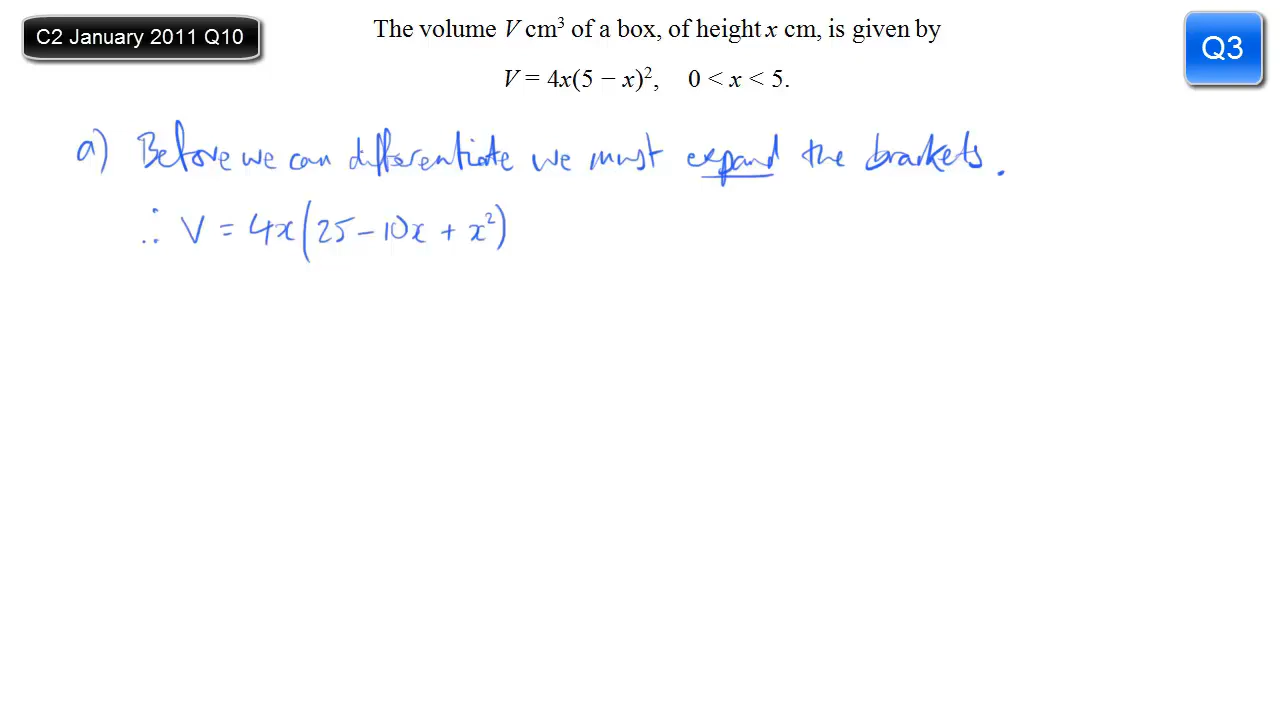 C2 January 2011 Q10
The volume V cm³ of a box, of height x cm, is given by
Q3
V = 4x(5 − x)², 0 < x < 5.
a) Before we can differentiate we must expand the brackets.
∴ V = 4x(25 − 10x + x²)